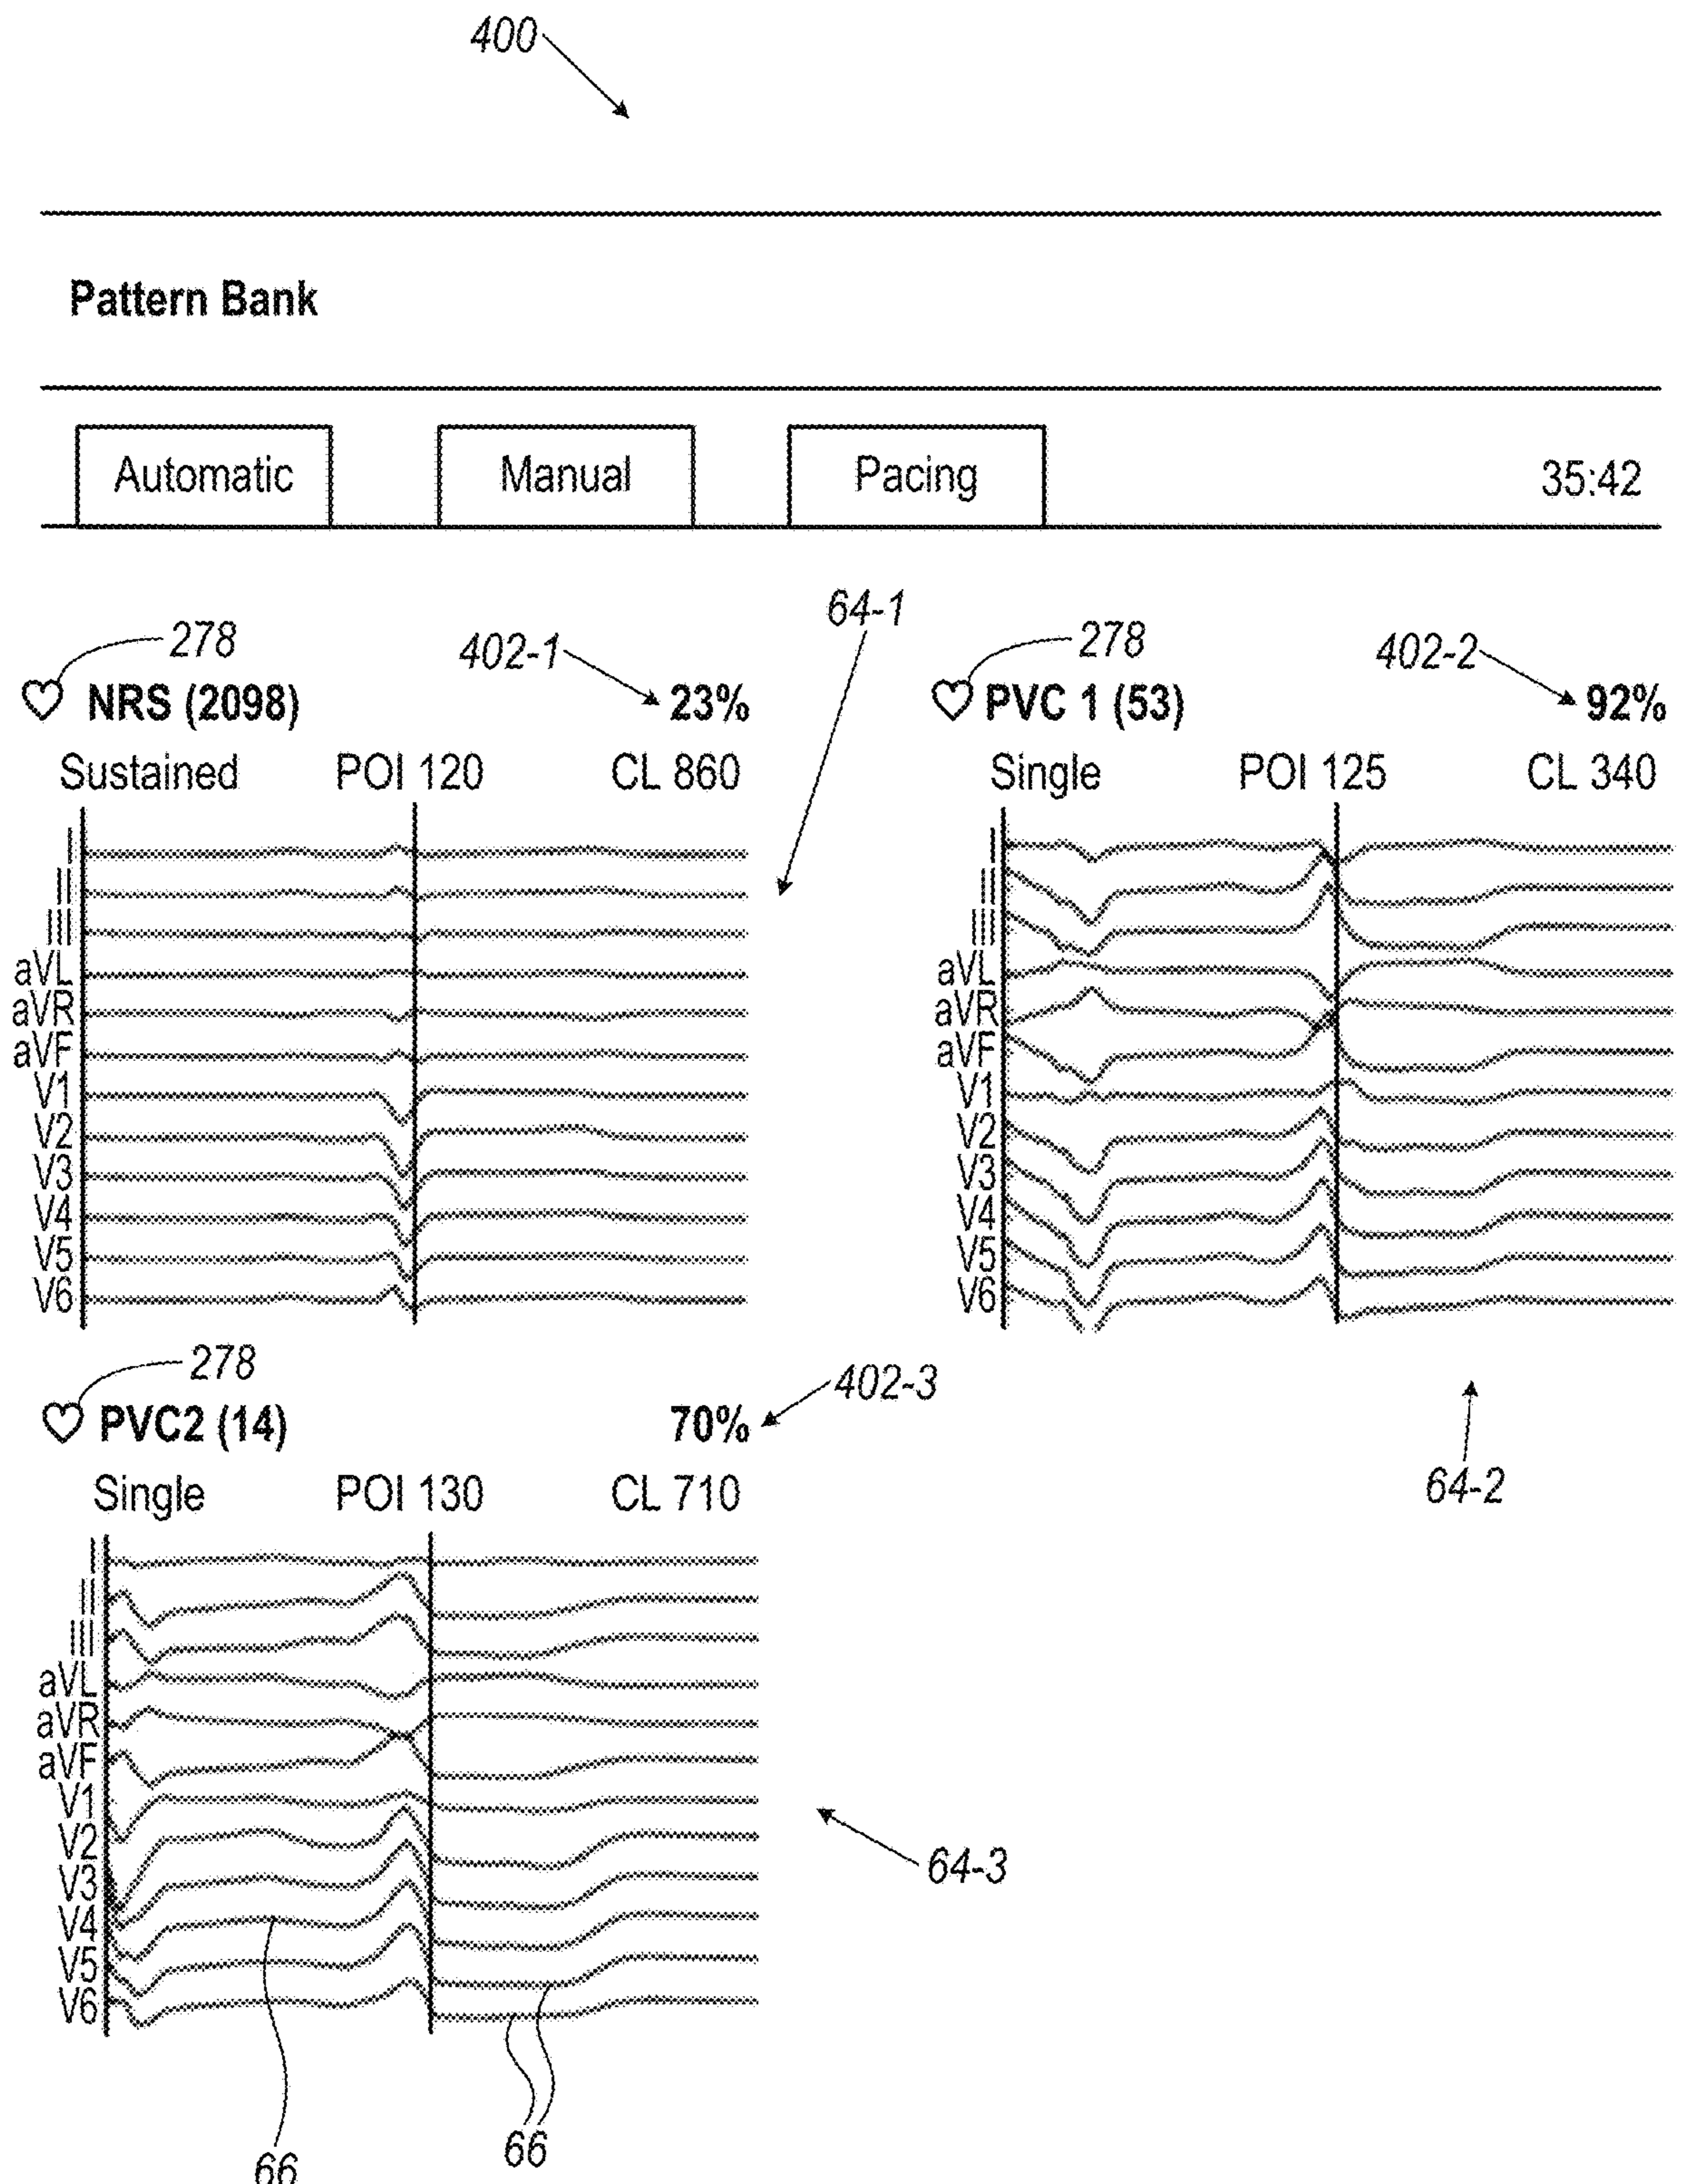 400
Pattern Bank
Automatic Manual Pacing 35:42
64-1
278 402-1 278 402-2
NRS (2098) 23% PVC 1 (53) 92%
Sustained POI 120 CL 860 Single POI 125 CL 340
I I
II II
III III
aVL aVL
aVR aVR
aVF aVF
V1 V1
V2 V2
V3 V3
V4 V4
V5 V5
V6 V6
278 402-3
PVC2 (14) 70%
Single POI 130 CL 710 64-2
I
II
III
aVL
aVR
aVF
V1
V2
V3 64-3
V4
V5
V6
66
66